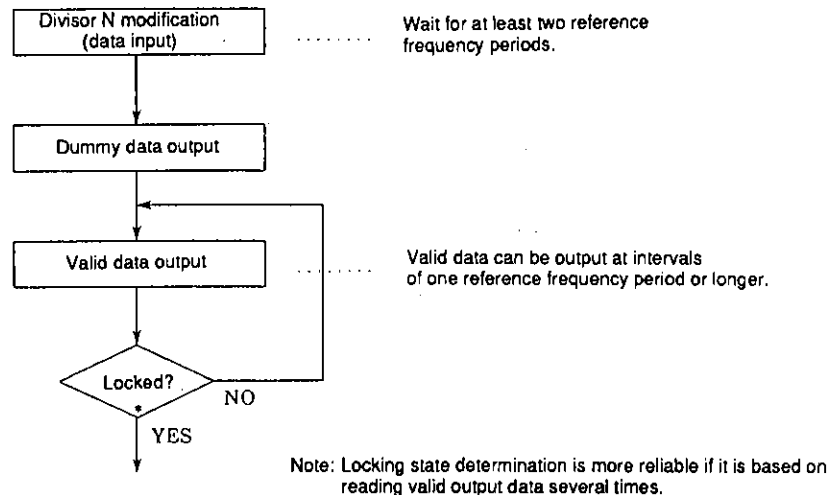 Divisor N modification
(data input)
Wait for at least two reference
frequency periods.
Dummy data output
Valid data output
Valid data can be output at intervals
of one reference frequency period or longer.
Locked?
*
NO
YES
Note: Locking state determination is more reliable if it is based on
reading valid output data several times.